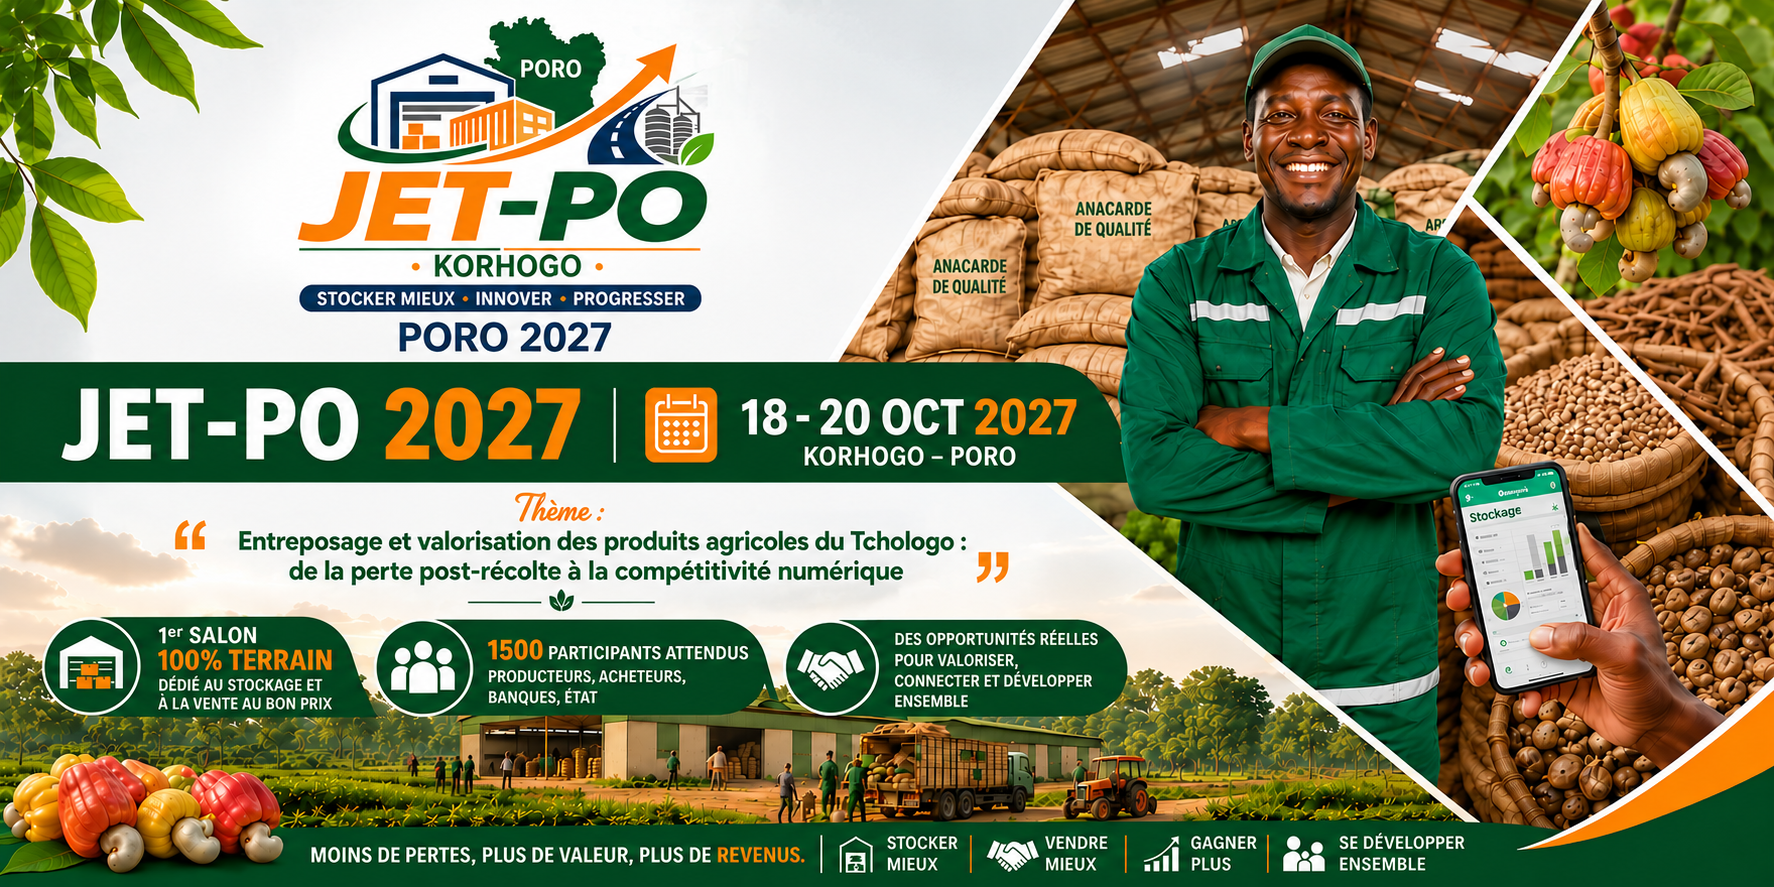 PORO
JET-PO
• KORHOGO •
STOCKER MIEUX • INNOVER • PROGRESSER
PORO 2027
ANACARDE
DE QUALITÉ
ANACARDE
DE QUALITÉ
JET-PO 2027
18 - 20 OCT 2027
KORHOGO – PORO
Thème :
“ Entreposage et valorisation des produits agricoles du Tchologo :
de la perte post-récolte à la compétitivité numérique ”
1er SALON
100% TERRAIN
DÉDIÉ AU STOCKAGE ET
À LA VENTE AU BON PRIX
1500 PARTICIPANTS ATTENDUS
PRODUCTEURS, ACHETEURS,
BANQUES, ÉTAT
DES OPPORTUNITÉS RÉELLES
POUR VALORISER,
CONNECTER ET DÉVELOPPER
ENSEMBLE
Stockage
MOINS DE PERTES, PLUS DE VALEUR, PLUS DE REVENUS.
STOCKER
MIEUX
VENDRE
MIEUX
GAGNER
PLUS
SE DÉVELOPPER
ENSEMBLE